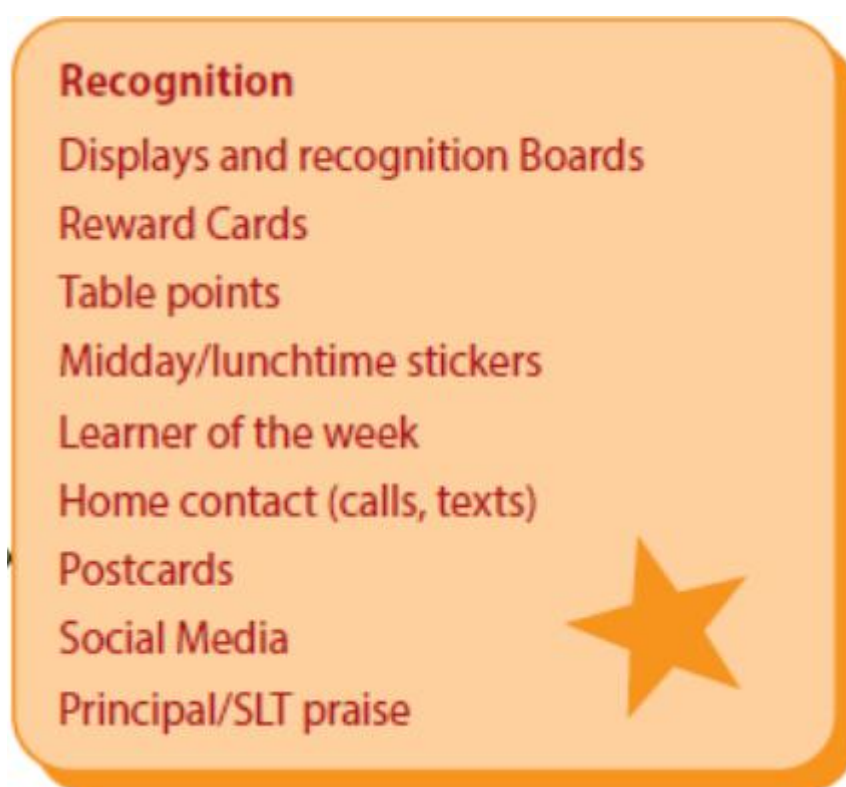 Recognition
Displays and recognition Boards
Reward Cards
Table points
Midday/lunchtime stickers
Learner of the week
Home contact (calls, texts)
Postcards
Social Media
Principal/SLT praise